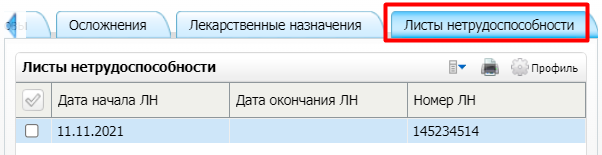 Осложнения Лекарственные назначения Листы нетрудоспособности
Листы нетрудоспособности Профиль
Дата начала ЛН Дата окончания ЛН Номер ЛН
11.11.2021 145234514